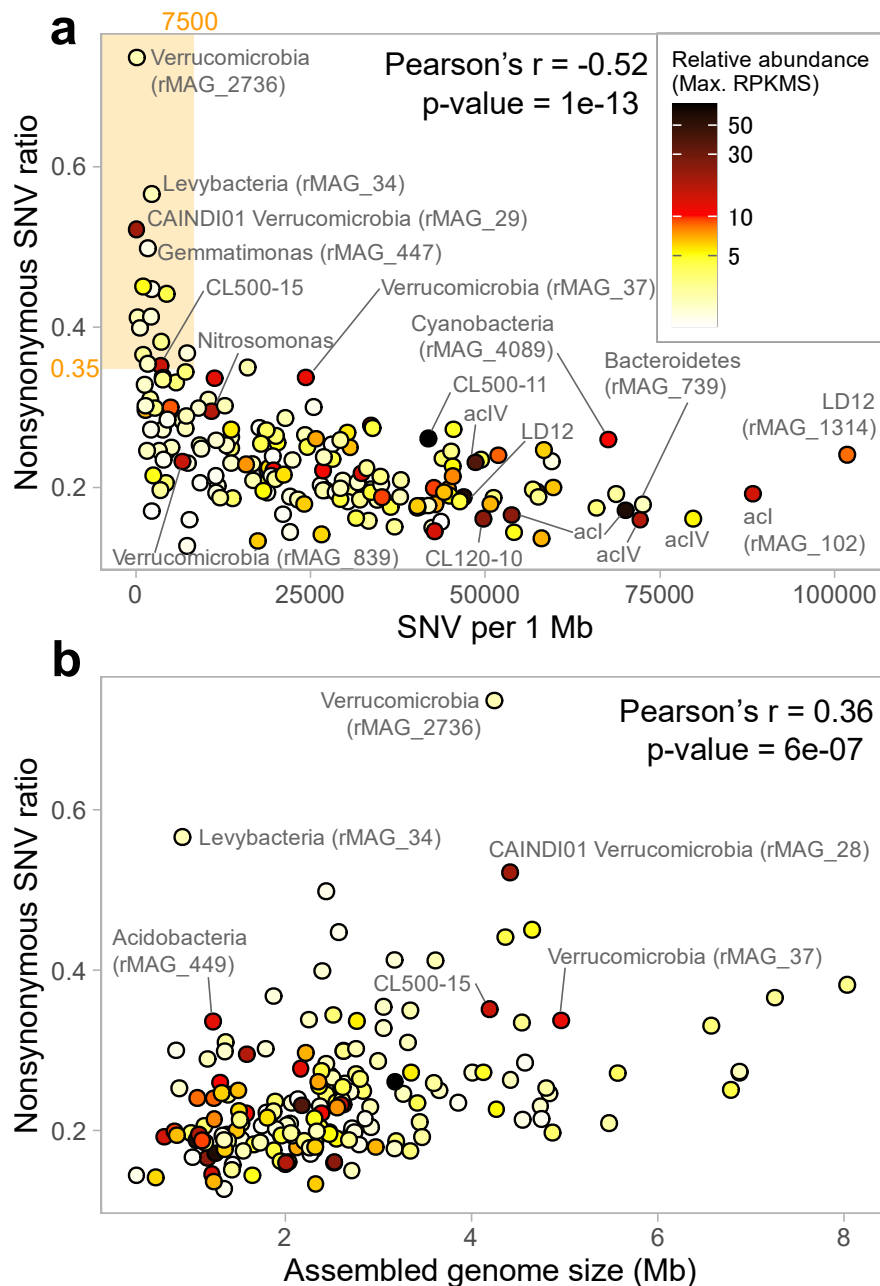 7500
a
Verrucomicrobia
(rMAG_2736)
Pearson’s r = -0.52
p-value = 1e-13
Relative abundance
(Max. RPKMS)
50
30
10
5
0.6
Levybacteria (rMAG_34)
CAINDI01 Verrucomicrobia (rMAG_29)
Gemmatimonas (rMAG_447)
CL500-15
Verrucomicrobia (rMAG_37)
Nitrosomonas
Cyanobacteria
(rMAG_4089)
Bacteroidetes
(rMAG_739)
CL500-11
acIV
LD12
LD12
(rMAG_1314)
0.4
0.35
0.2
Nonsynonymous SNV ratio
Verrucomicrobia (rMAG_839)
CL120-10
acI
acIV
acIV
acI
(rMAG_102)
0
25000
50000
75000
100000
SNV per 1 Mb
b
Verrucomicrobia
(rMAG_2736)
Pearson’s r = 0.36
p-value = 6e-07
0.6
Levybacteria (rMAG_34)
CAINDI01 Verrucomicrobia (rMAG_28)
Acidobacteria
(rMAG_449)
CL500-15
Verrucomicrobia (rMAG_37)
0.4
0.2
Nonsynonymous SNV ratio
2
4
6
8
Assembled genome size (Mb)